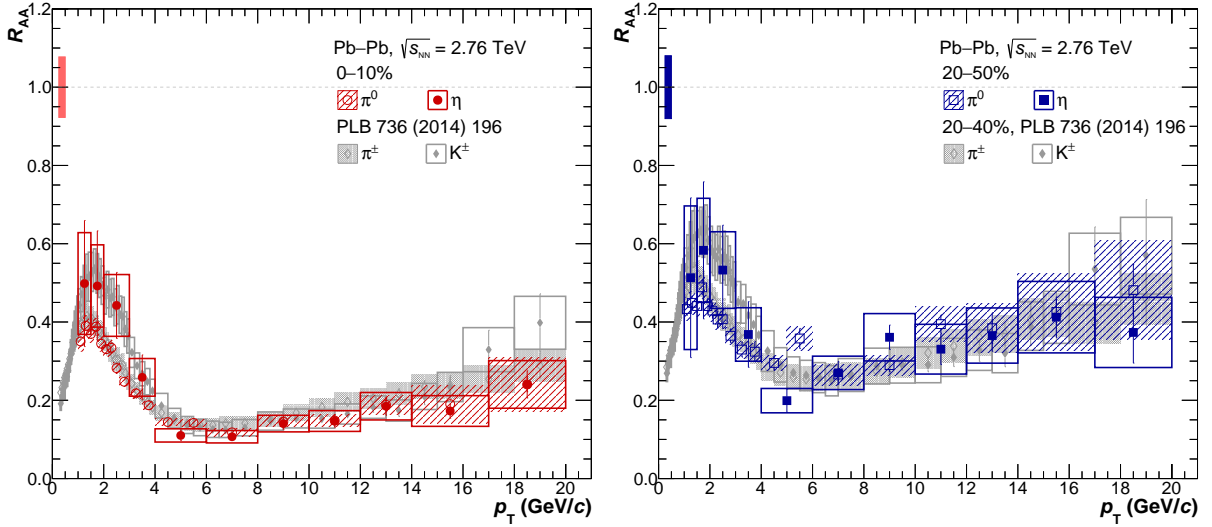 R_AA
1.2
1.0
0.8
0.6
0.4
0.2
0.0
Pb–Pb, √s_NN = 2.76 TeV
0–10%
π⁰ η
PLB 736 (2014) 196
π± K±
0 2 4 6 8 10 12 14 16 18 20
p_T (GeV/c)
R_AA
1.2
1.0
0.8
0.6
0.4
0.2
0.0
Pb–Pb, √s_NN = 2.76 TeV
20–50%
π⁰ η
20–40%, PLB 736 (2014) 196
π± K±
0 2 4 6 8 10 12 14 16 18 20
p_T (GeV/c)